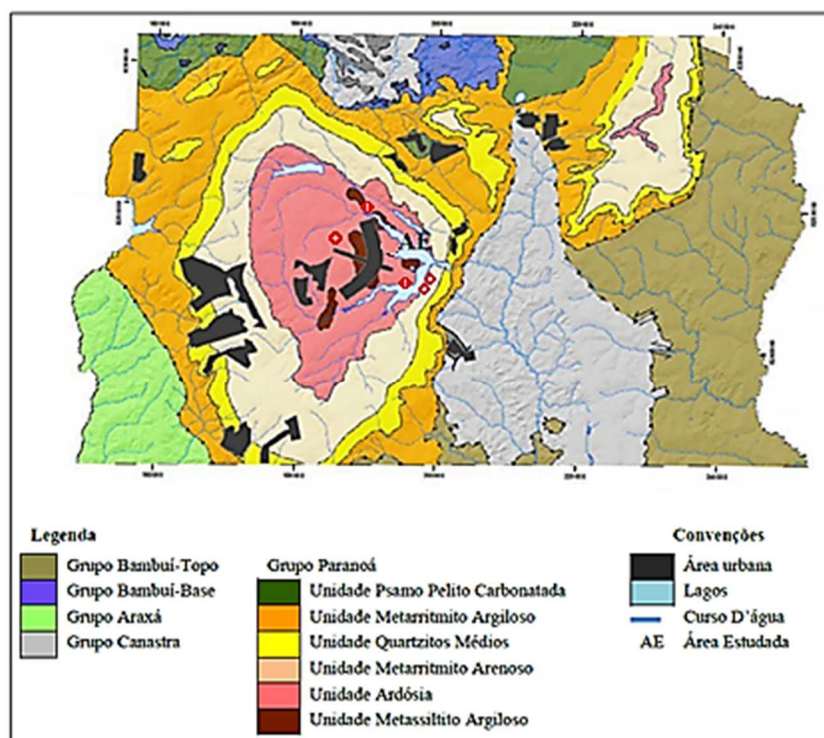 AE
Legenda
Grupo Bambuí-Topo
Grupo Bambuí-Base
Grupo Araxá
Grupo Canastra
Grupo Paranoá
Unidade Psamo Pelito Carbonatada
Unidade Metarritmito Argiloso
Unidade Quartzitos Médios
Unidade Metarritmito Arenoso
Unidade Ardósia
Unidade Metassiltito Argiloso
Convenções
Área urbana
Lagos
Curso D'água
AE Área Estudada